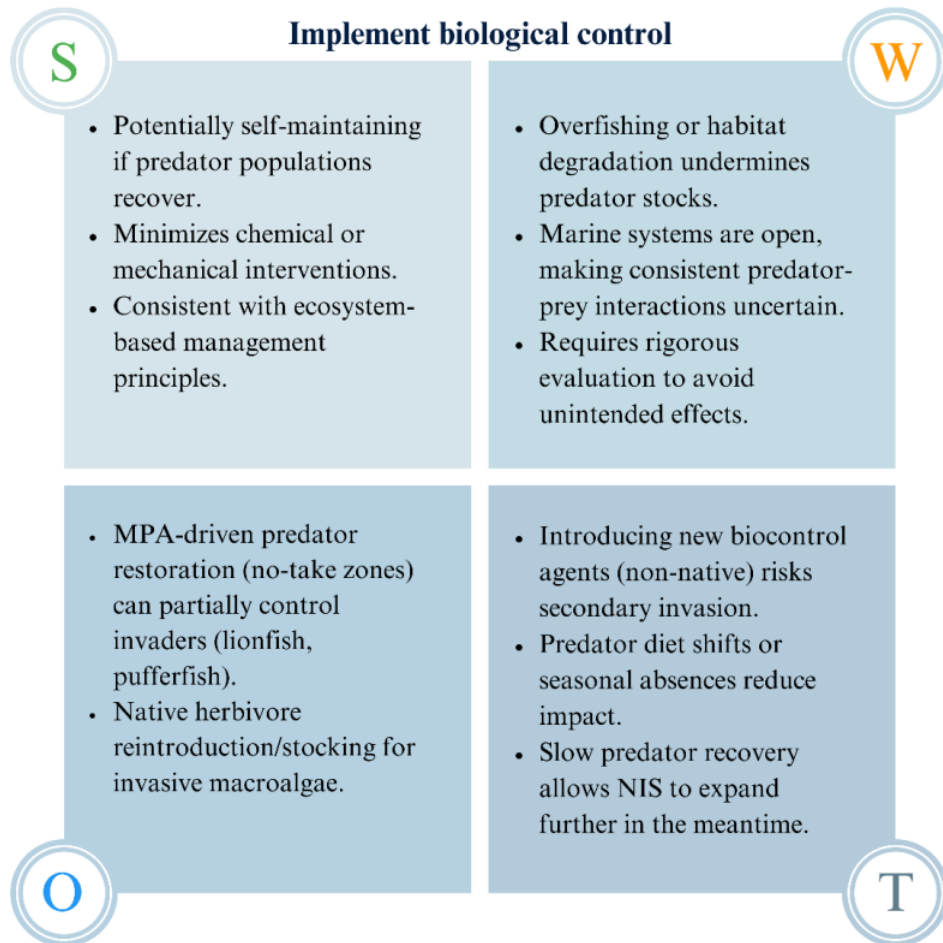 Implement biological control
S
W
• Potentially self-maintaining
if predator populations
recover.
• Minimizes chemical or
mechanical interventions.
• Consistent with ecosystem-
based management
principles.
• Overfishing or habitat
degradation undermines
predator stocks.
• Marine systems are open,
making consistent predator-
prey interactions uncertain.
• Requires rigorous
evaluation to avoid
unintended effects.
• MPA-driven predator
restoration (no-take zones)
can partially control
invaders (lionfish,
pufferfish).
• Native herbivore
reintroduction/stocking for
invasive macroalgae.
• Introducing new biocontrol
agents (non-native) risks
secondary invasion.
• Predator diet shifts or
seasonal absences reduce
impact.
• Slow predator recovery
allows NIS to expand
further in the meantime.
O
T